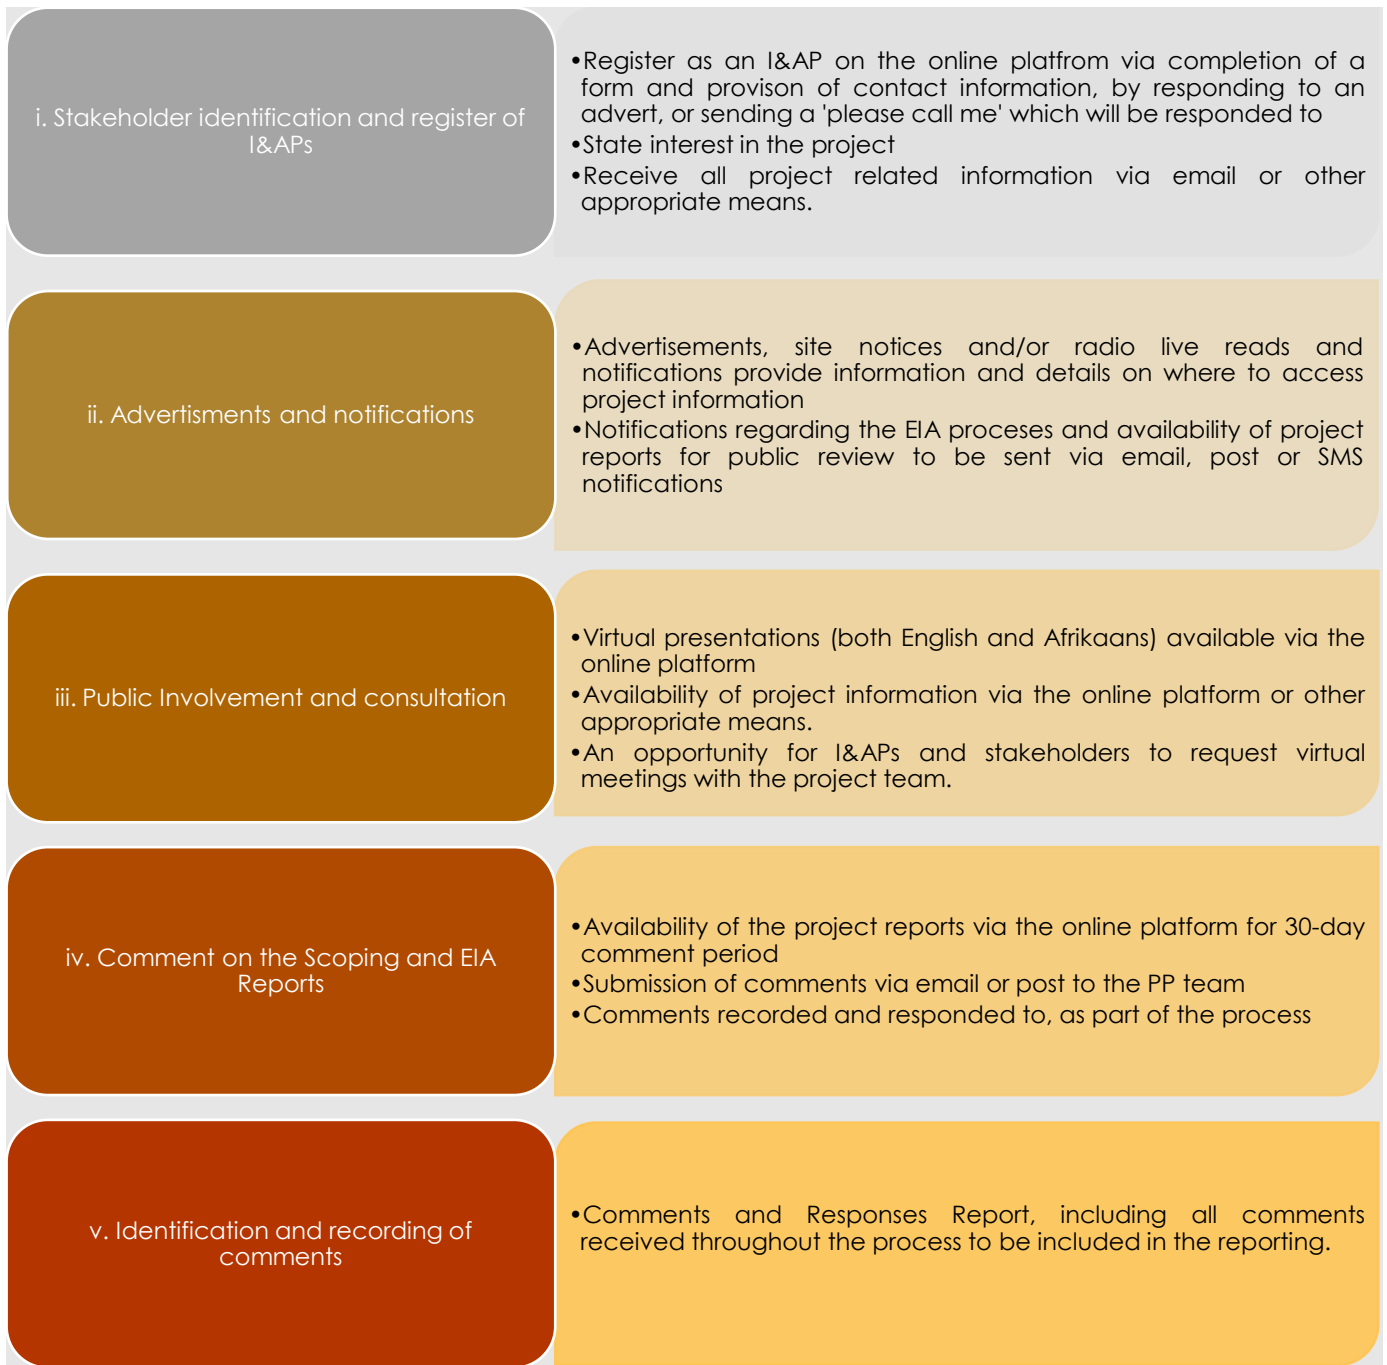 i. Stakeholder identification and register of
I&APs
•Register as an I&AP on the online platfrom via completion of a
form and provison of contact information, by responding to an
advert, or sending a 'please call me' which will be responded to
•State interest in the project
•Receive all project related information via email or other
appropriate means.
ii. Advertisments and notifications
•Advertisements, site notices and/or radio live reads and
notifications provide information and details on where to access
project information
•Notifications regarding the EIA proceses and availability of project
reports for public review to be sent via email, post or SMS
notifications
iii. Public Involvement and consultation
•Virtual presentations (both English and Afrikaans) available via the
online platform
•Availability of project information via the online platform or other
appropriate means.
•An opportunity for I&APs and stakeholders to request virtual
meetings with the project team.
iv. Comment on the Scoping and EIA
Reports
•Availability of the project reports via the online platform for 30-day
comment period
•Submission of comments via email or post to the PP team
•Comments recorded and responded to, as part of the process
v. Identification and recording of
comments
•Comments and Responses Report, including all comments
received throughout the process to be included in the reporting.